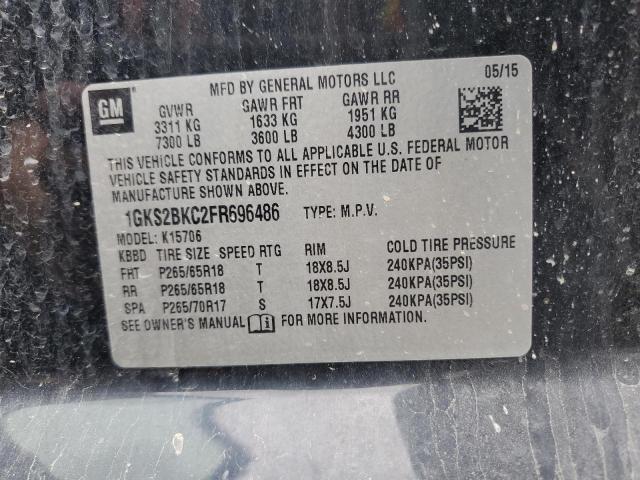 MFD BY GENERAL MOTORS LLC 05/15
GM
GVWR GAWR FRT GAWR RR
3311 KG 1633 KG 1951 KG
7300 LB 3600 LB 4300 LB
THIS VEHICLE CONFORMS TO ALL APPLICABLE U.S. FEDERAL MOTOR
VEHICLE SAFETY STANDARDS IN EFFECT ON THE DATE OF
MANUFACTURE SHOWN ABOVE.
1GKS2BKC2FR696486 TYPE: M.P.V.
MODEL: K15706
KBBD TIRE SIZE SPEED RTG RIM COLD TIRE PRESSURE
FRT P265/65R18 T 18X8.5J 240KPA(35PSI)
RR P265/65R18 T 18X8.5J 240KPA(35PSI)
SPA P265/70R17 S 17X7.5J 240KPA(35PSI)
SEE OWNER'S MANUAL FOR MORE INFORMATION.